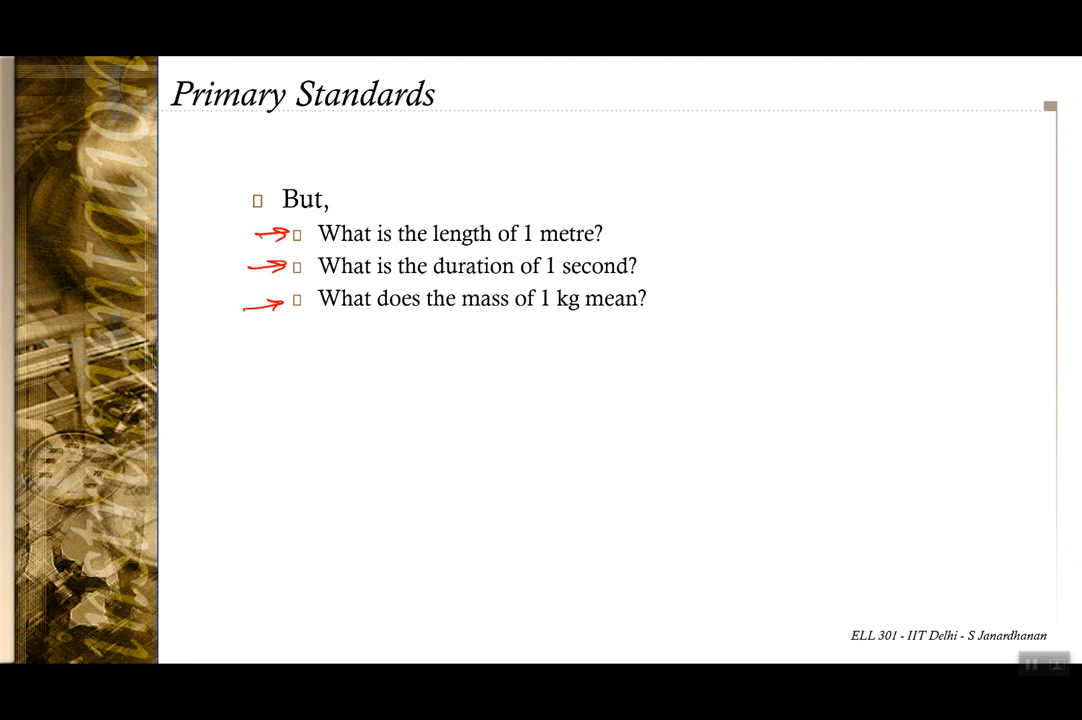 Primary Standards
But,
What is the length of 1 metre?
What is the duration of 1 second?
What does the mass of 1 kg mean?
ELL 301 - IIT Delhi - S Janardhanan
instrumentation